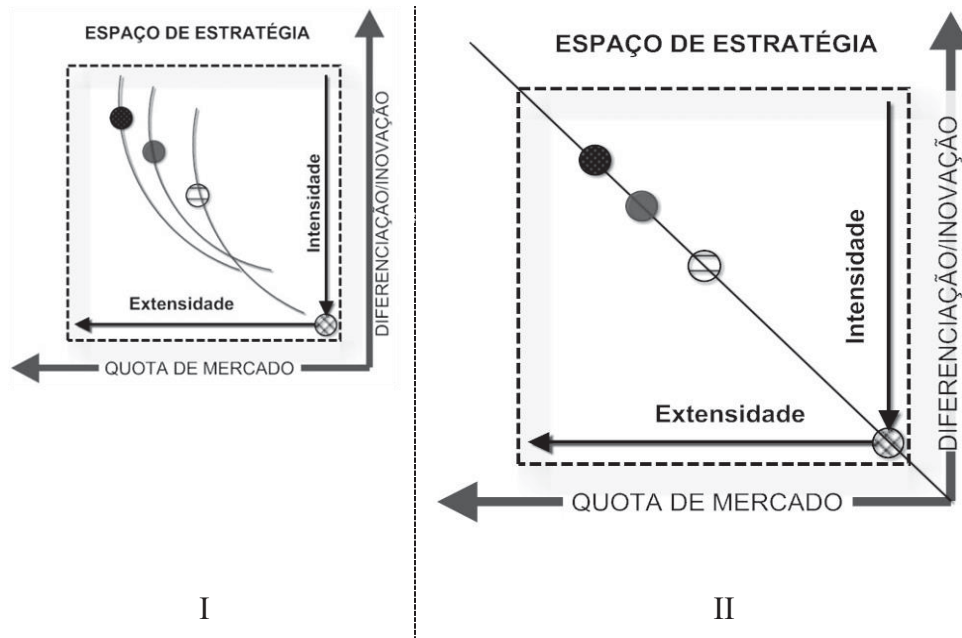 ESPAÇO DE ESTRATÉGIA
Intensidade
Extensidade
DIFERENCIAÇÃO/INOVAÇÃO
QUOTA DE MERCADO
I
ESPAÇO DE ESTRATÉGIA
Intensidade
Extensidade
DIFERENCIAÇÃO/INOVAÇÃO
QUOTA DE MERCADO
II